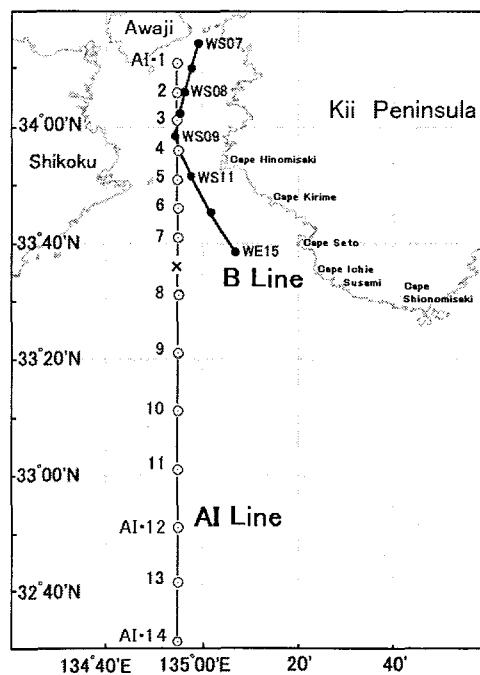 Awaji
WS07
AI·1
2
WS08
Kii Peninsula
3
34°00'N
WS09
4
Shikoku
Cape Hinomisaki
5
WS11
Cape Kirime
6
7
33°40'N
Cape Seto
WE15
×
B Line
Cape Ichie
Susami
Cape
Shionomisaki
8
33°20'N
9
10
11
33°00'N
AI Line
AI·12
32°40'N
13
AI·14
134°40'E
135°00'E
20'
40'